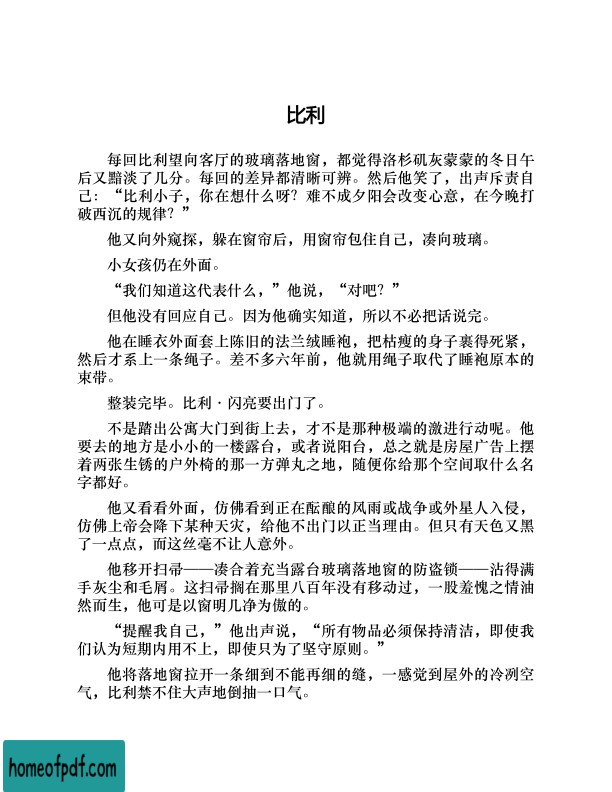 比利
每回比利望向客厅的玻璃落地窗，都觉得洛杉矶灰蒙蒙的冬日午
后又黯淡了几分。每回的差异都清晰可辨。然后他笑了，出声斥责自
己：“比利小子，你在想什么呀？难不成夕阳会改变心意，在今晚打
破西沉的规律？”
他又向外窥探，躲在窗帘后，用窗帘包住自己，凑向玻璃。
小女孩仍在外面。
“我们知道这代表什么，”他说，“对吧？”
但他没有回应自己。因为他确实知道，所以不必把话说完。
他在睡衣外面套上陈旧的法兰绒睡袍，把枯瘦的身子裹得死紧，
然后才系上一条绳子。差不多六年前，他就用绳子取代了睡袍原本的
束带。
整装完毕。比利·闪亮要出门了。
不是踏出公寓大门到街上去，才不是那种极端的激进行动呢。他
要去的地方是小小的一楼露台，或者说阳台，总之就是房屋广告上摆
着两张生锈的户外椅的那一方弹丸之地，随便你给那个空间取什么名
字都好。
他又看看外面，仿佛看到正在酝酿的风雨或战争或外星人入侵，
仿佛上帝会降下某种天灾，给他不出门以正当理由。但只有天色又黑
了一点点，而这丝毫不让人意外。
他移开扫帚——凑合着充当露台玻璃落地窗的防盗锁——沾得满
手灰尘和毛屑。这扫帚搁在那里八百年没有移动过，一股羞愧之情油
然而生，他可是以窗明几净为傲的。
“提醒我自己，”他出声说，“所有物品必须保持清洁，即使我
们认为短期内用不上，即使只为了坚守原则。”
他将落地窗拉开一条细到不能再细的缝，一感觉到屋外的冷冽空
气，比利禁不住大声地倒抽一口气。
homeofpdf.com